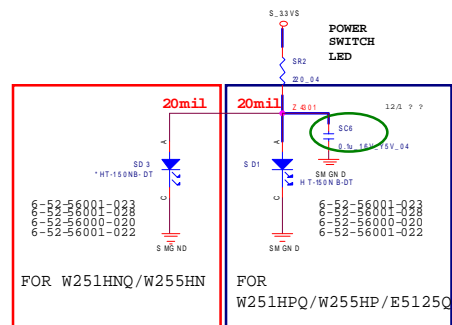 S_3.3VS
POWER
SWITCH
LED
SR2
220_04
20mil
20mil
Z4301
12/1 ? ?
SC6
0.1u_16V_Y5V_04
A
A
SD3
*HT-150NB-DT
SD1
HT-150NB-DT
SMGND
C
C
6-52-56001-023
6-52-56001-028
6-52-56000-020
6-52-56001-022
6-52-56001-023
6-52-56001-028
6-52-56000-020
6-52-56001-022
SMGND
SMGND
FOR W251HNQ/W255HN
FOR
W251HPQ/W255HP/E5125Q